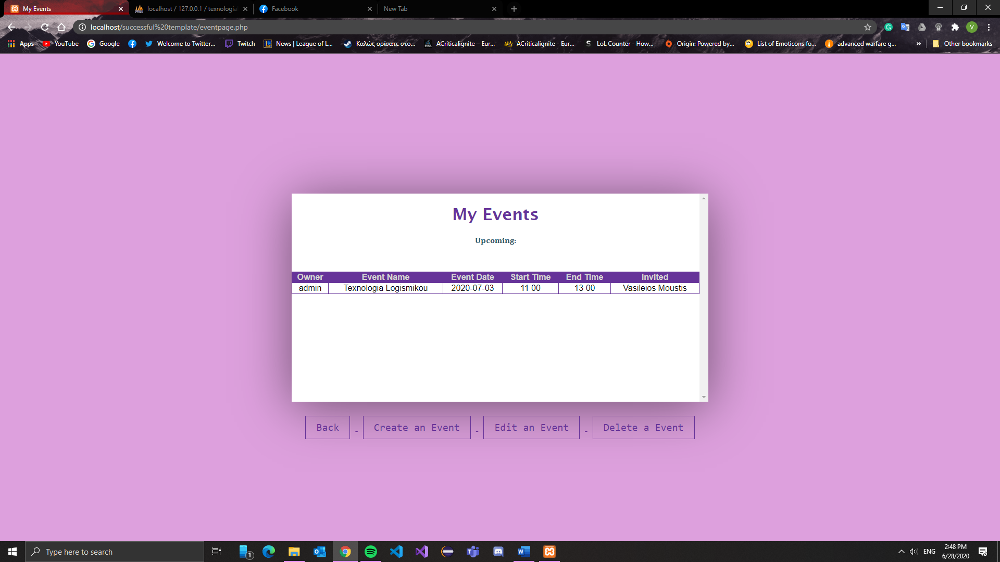 My Events
localhost / 127.0.0.1 / texnologia
Facebook
New Tab
localhost/successful%20template/eventpage.php
V
Apps
YouTube
Google
Welcome to Twitter...
Twitch
News | League of L...
Καλώς ορίσατε στο...
ACriticalignite – Eur...
ACriticalignite - Eur...
LoL Counter - How...
Origin: Powered by...
List of Emoticons fo...
advanced warfare g...
»
Other bookmarks
My Events
Upcoming:
Owner Event Name Event Date Start Time End Time Invited
admin Texnologia Logismikou 2020-07-03 11 00 13 00 Vasileios Moustis
Back - Create an Event - Edit an Event - Delete a Event
Type here to search
1
ENG
2:48 PM
6/28/2020